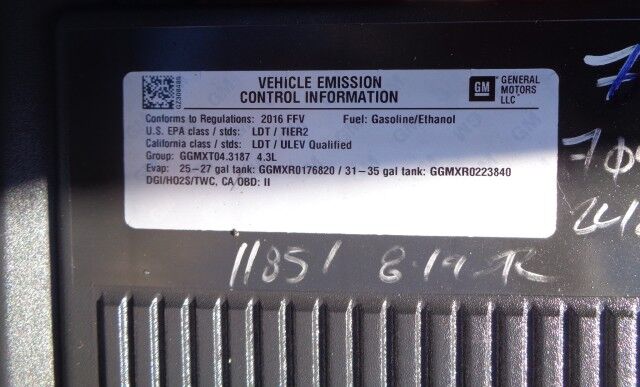 VEHICLE EMISSION
CONTROL INFORMATION
GM
GENERAL
MOTORS
LLC
Conforms to Regulations: 2016 FFV Fuel: Gasoline/Ethanol
U.S. EPA class / stds: LDT / TIER2
California class / stds: LDT / ULEV Qualified
Group: GGMXT04.3187 4.3L
Evap: 25-27 gal tank: GGMXR0176820 / 31-35 gal tank: GGMXR0223840
DGI/HO2S/TWC, CA OBD: II
11851 8-19